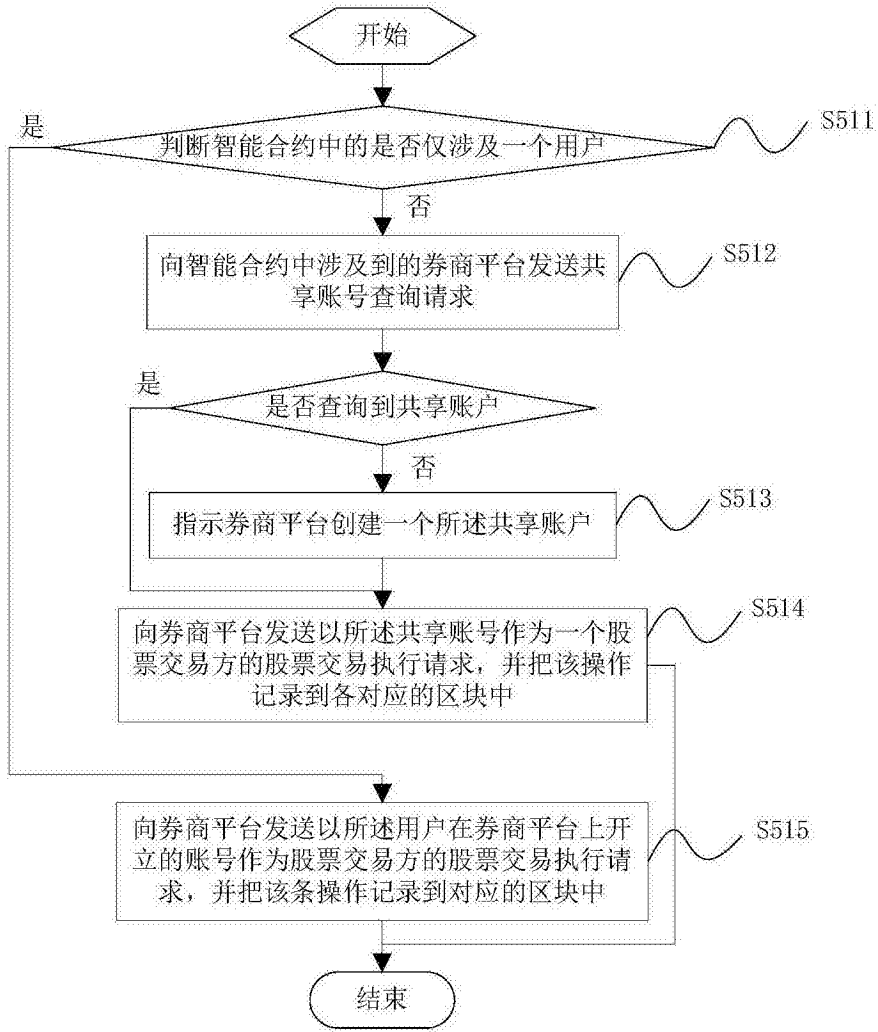 开始
是
判断智能合约中的是否仅涉及一个用户
S511
否
向智能合约中涉及到的券商平台发送共
享账号查询请求
S512
是
是否查询到共享账户
否
指示券商平台创建一个所述共享账户
S513
向券商平台发送以所述共享账号作为一个股
票交易方的股票交易执行请求，并把该操作
记录到各对应的区块中
S514
向券商平台发送以所述用户在券商平台上开
立的账号作为股票交易方的股票交易执行请
求，并把该条操作记录到对应的区块中
S515
结束